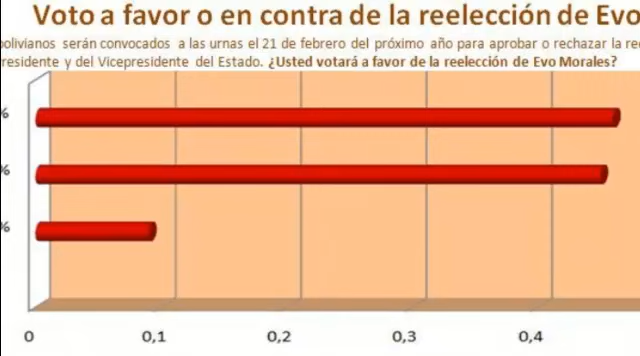 Voto a favor o en contra de la reelección de Evo
bolivianos serán convocados a las urnas el 21 de febrero del próximo año para aprobar o rechazar la re
residente y del Vicepresidente del Estado. ¿Usted votará a favor de la reelección de Evo Morales?
%
%
%
0 0,1 0,2 0,3 0,4